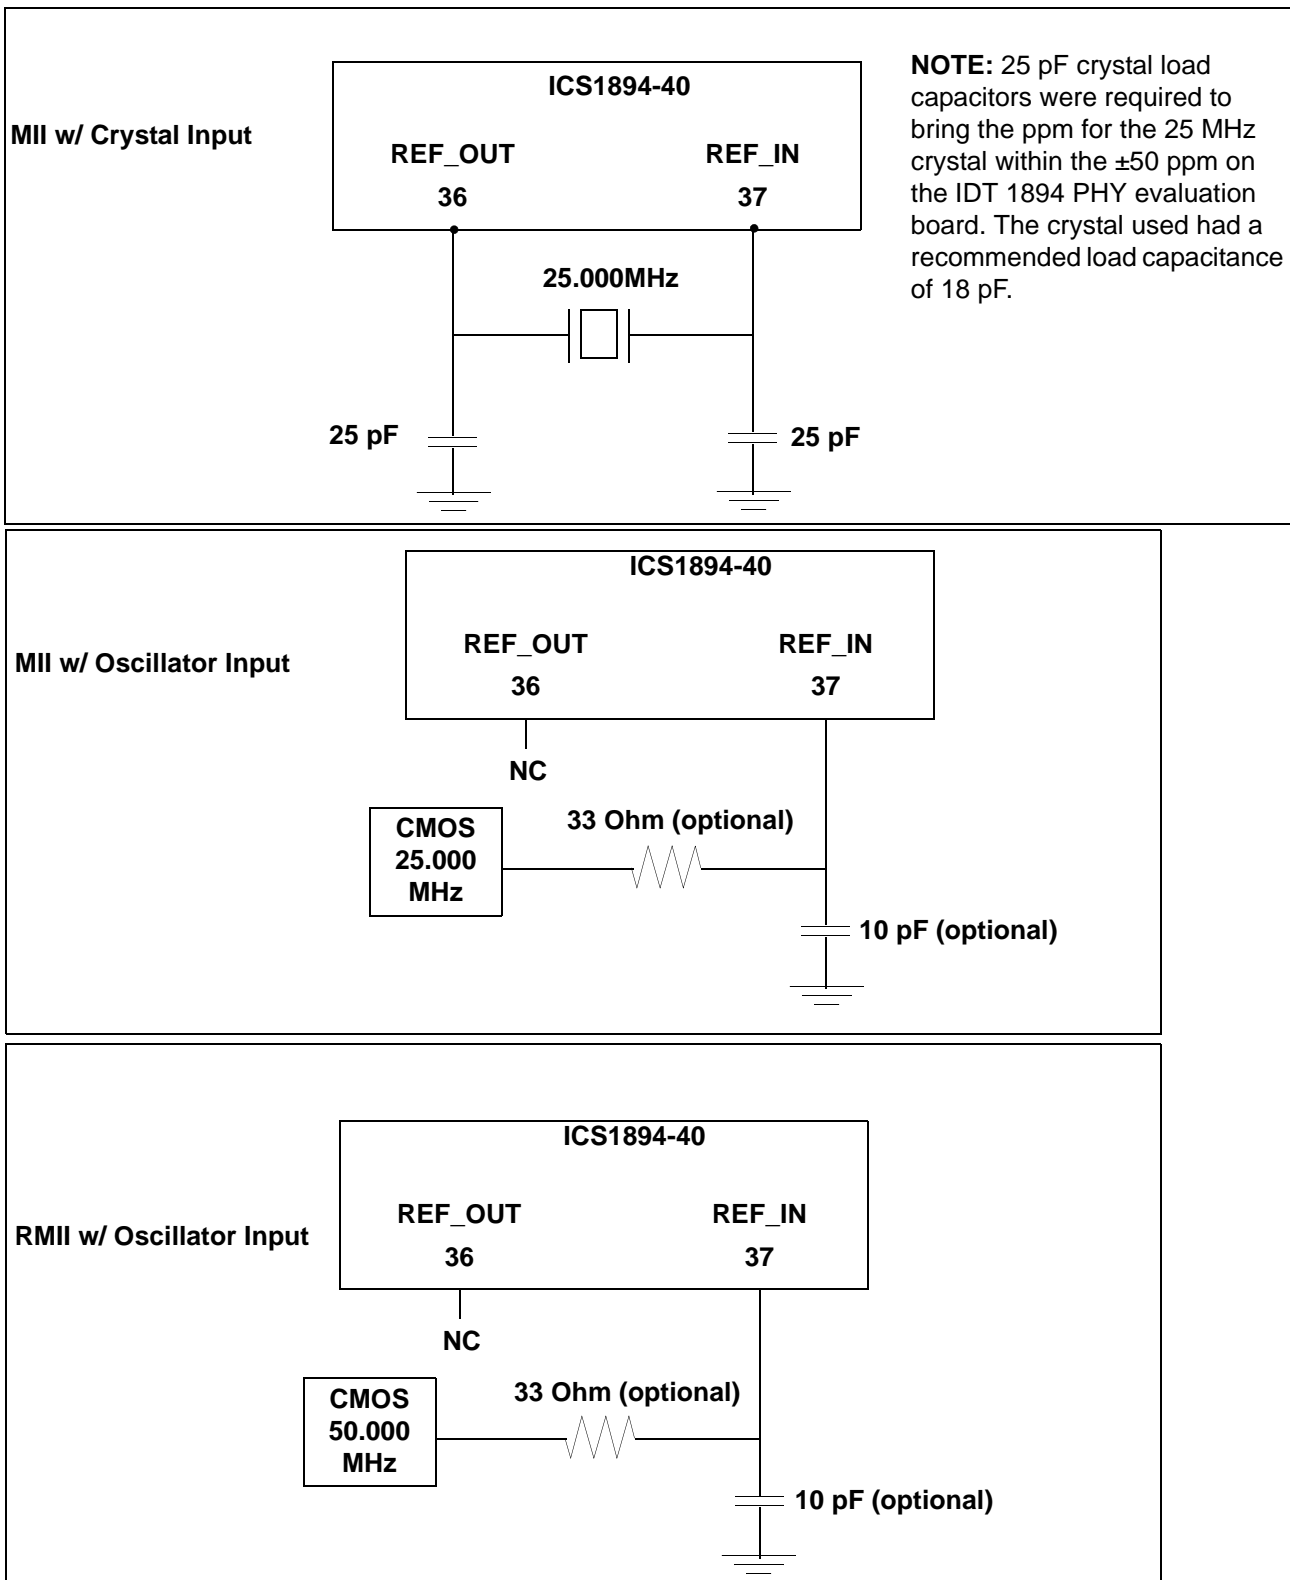 ICS1894-40
MII w/ Crystal Input
REF_OUT
REF_IN
36
37
25.000MHz
25 pF
25 pF
NOTE: 25 pF crystal load
capacitors were required to
bring the ppm for the 25 MHz
crystal within the ±50 ppm on
the IDT 1894 PHY evaluation
board. The crystal used had a
recommended load capacitance
of 18 pF.
ICS1894-40
MII w/ Oscillator Input
REF_OUT
REF_IN
36
37
NC
CMOS
25.000
MHz
33 Ohm (optional)
10 pF (optional)
ICS1894-40
RMII w/ Oscillator Input
REF_OUT
REF_IN
36
37
NC
CMOS
50.000
MHz
33 Ohm (optional)
10 pF (optional)